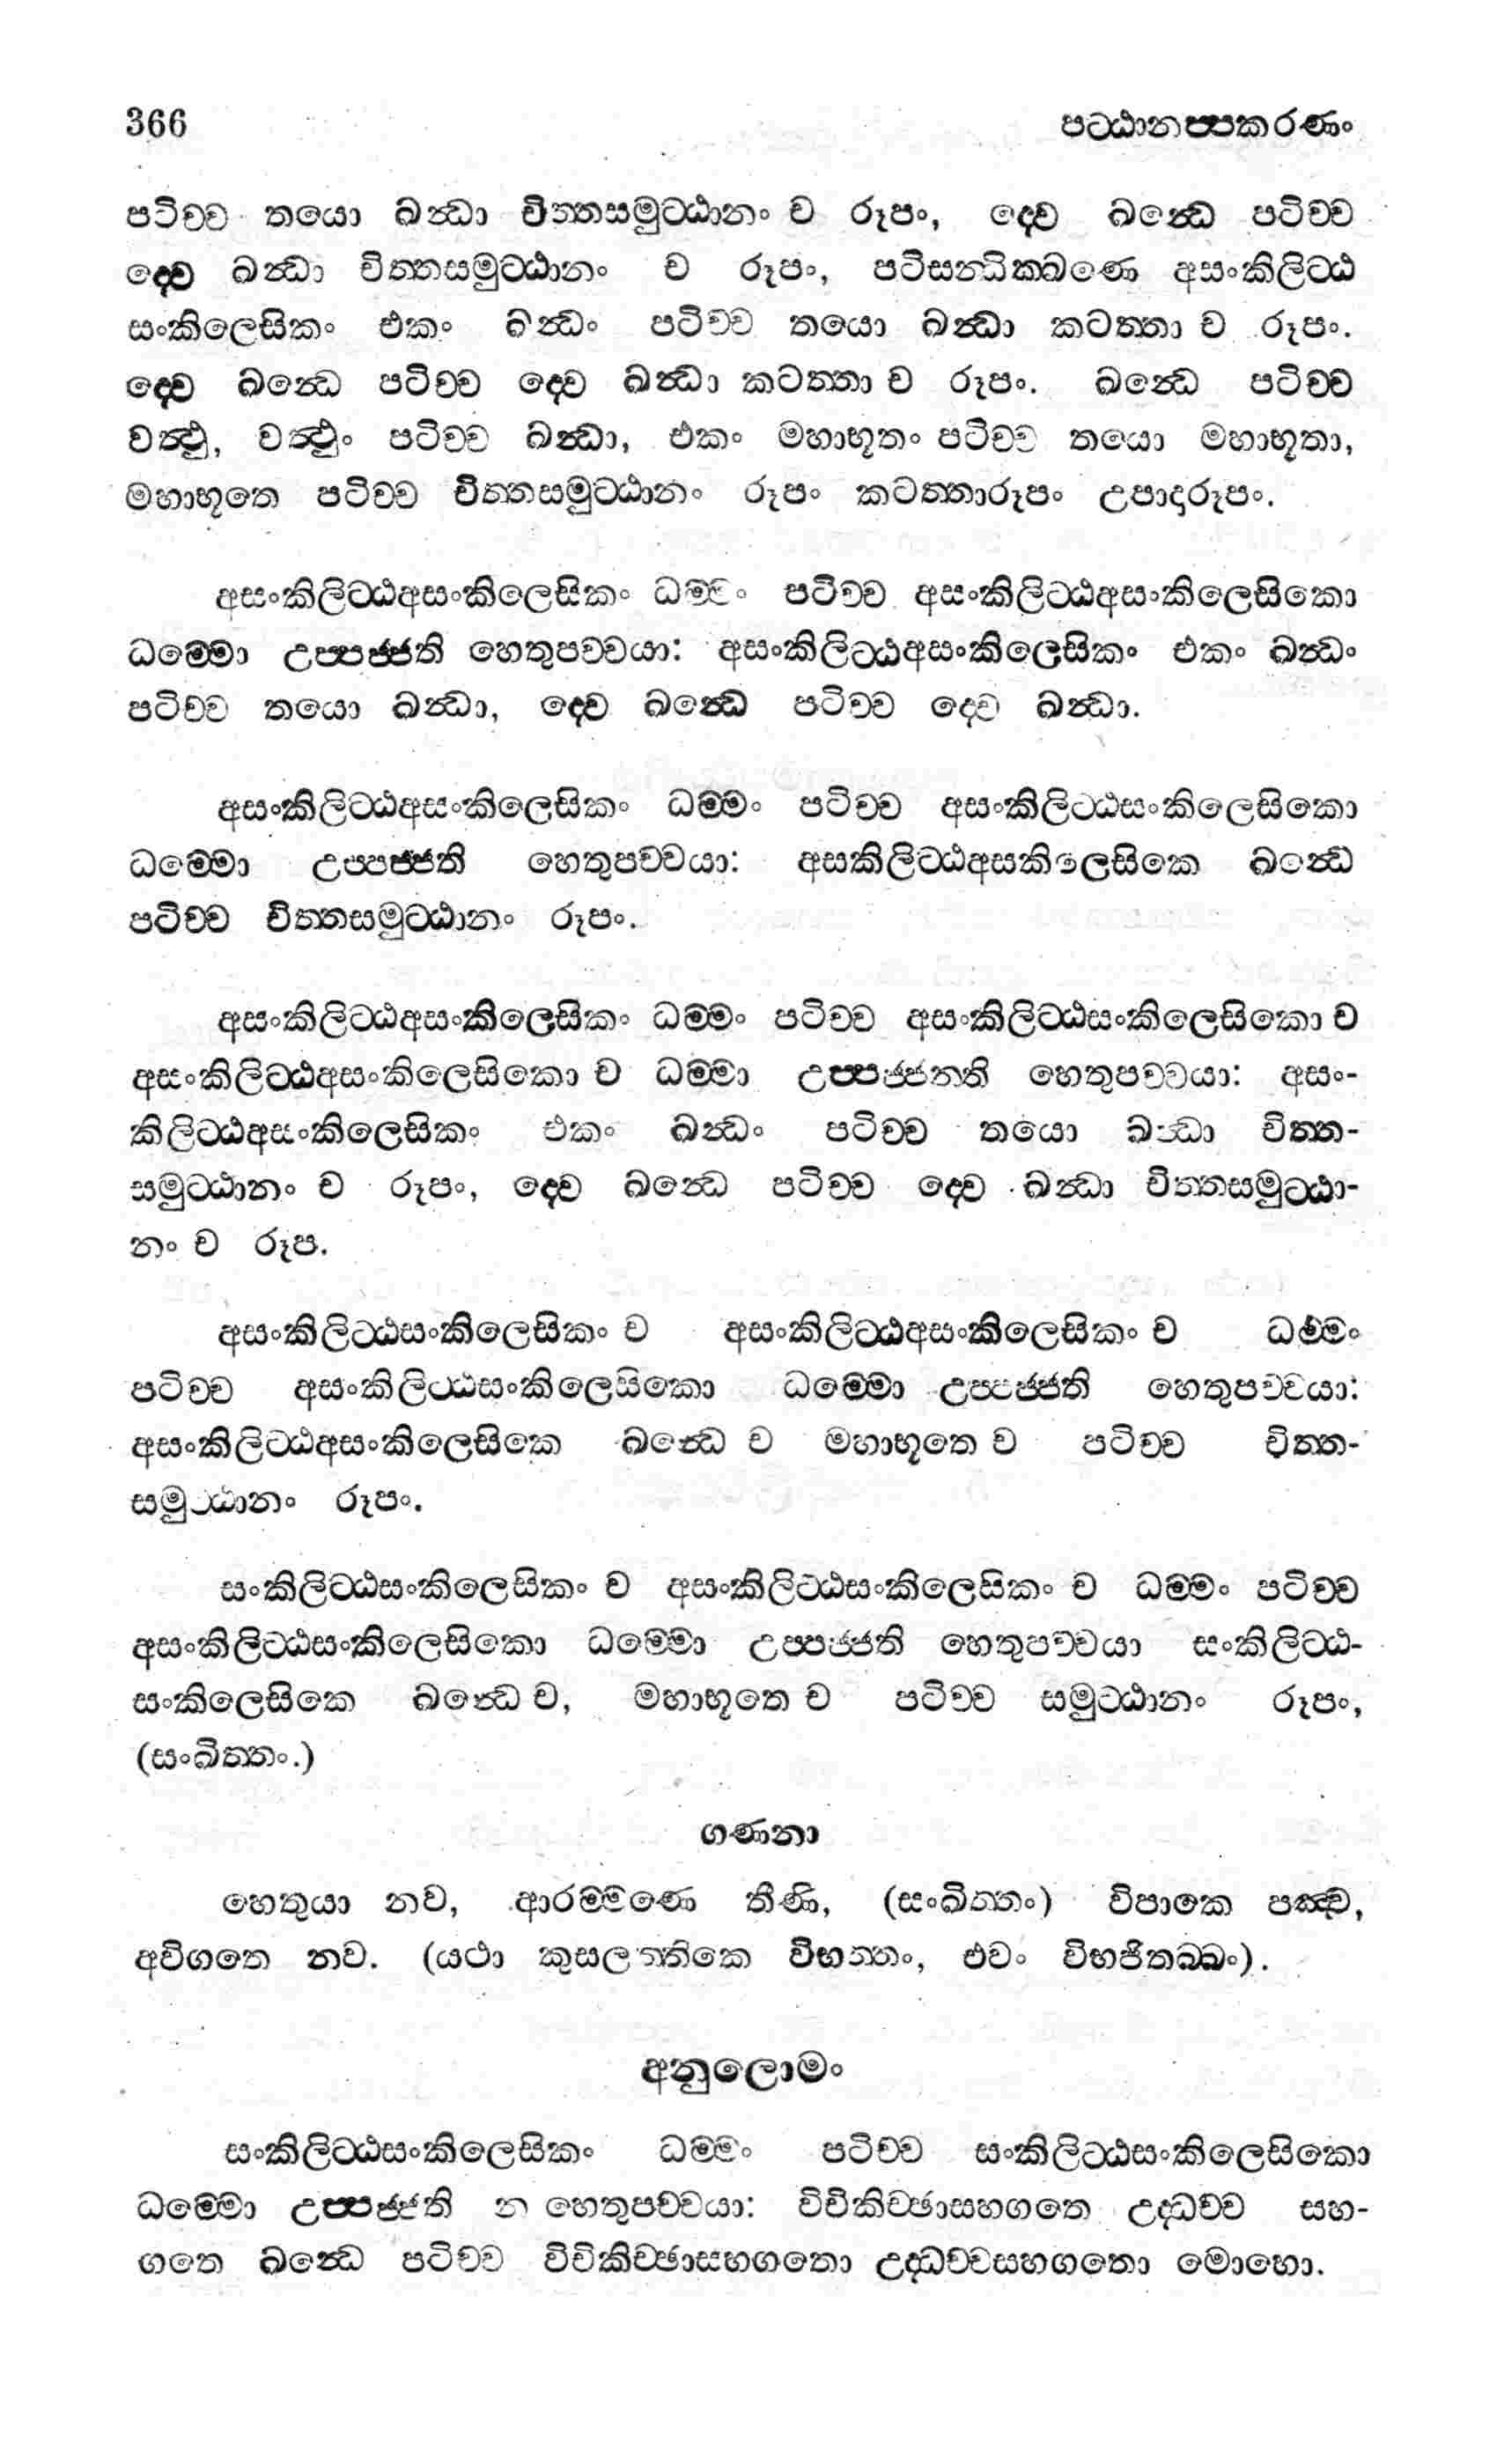 366 පට්ඨානප්පකරණං
පටිච්ච තයො ඛන්ධා චිත්තසමුට්ඨානං ච රූපං, ද්වෙ ඛන්ධෙ පටිච්ච
ද්වෙ ඛන්ධා චිත්තසමුට්ඨානං ච රූපං, පටිසන්ධික්ඛණෙ අසංකිලිට්ඨ
සංකිලෙසිකං එකං ඛන්ධං පටිච්ච තයො ඛන්ධා කටත්තා ච රූපං.
ද්වෙ ඛන්ධෙ පටිච්ච ද්වෙ ඛන්ධා කටත්තා ච රූපං. ඛන්ධෙ පටිච්ච
වත්ථු, වත්ථුං පටිච්ච ඛන්ධා, එකං මහාභූතං පටිච්ච තයො මහාභූතා,
මහාභූතෙ පටිච්ච චිත්තසමුට්ඨානං රූපං කටත්තාරූපං උපාදාරූපං.
අසංකිලිට්ඨඅසංකිලෙසිකං ධම්මං පටිච්ච අසංකිලිට්ඨඅසංකිලෙසිකො
ධම්මො උප්පජ්ජති හෙතුපච්චයා: අසංකිලිට්ඨඅසංකිලෙසිකං එකං ඛන්ධං
පටිච්ච තයො ඛන්ධා, ද්වෙ ඛන්ධෙ පටිච්ච ද්වෙ ඛන්ධා.
අසංකිලිට්ඨඅසංකිලෙසිකං ධම්මං පටිච්ච අසංකිලිට්ඨසංකිලෙසිකො
ධම්මො උප්පජ්ජති හෙතුපච්චයා: අසකිලිට්ඨඅසකිලෙසිකෙ ඛන්ධෙ
පටිච්ච චිත්තසමුට්ඨානං රූපං.
අසංකිලිට්ඨඅසංකිලෙසිකං ධම්මං පටිච්ච අසංකිලිට්ඨසංකිලෙසිකො ච
අසංකිලිට්ඨඅසංකිලෙසිකො ච ධම්මා උප්පජ්ජන්ති හෙතුපච්චයා: අසං-
කිලිට්ඨඅසංකිලෙසිකං එකං ඛන්ධං පටිච්ච තයො ඛන්ධා චිත්ත-
සමුට්ඨානං ච රූපං, ද්වෙ ඛන්ධෙ පටිච්ච ද්වෙ ඛන්ධා චිත්තසමුට්ඨා-
නං ච රූප.
අසංකිලිට්ඨසංකිලෙසිකං ච අසංකිලිට්ඨඅසංකිලෙසිකං ච ධම්මං
පටිච්ච අසංකිලිට්ඨසංකිලෙසිකො ධම්මො උප්පජ්ජති හෙතුපච්චයා:
අසංකිලිට්ඨඅසංකිලෙසිකෙ ඛන්ධෙ ච මහාභූතෙ ච පටිච්ච චිත්ත-
සමුට්ඨානං රූපං.
සංකිලිට්ඨසංකිලෙසිකං ච අසංකිලිට්ඨසංකිලෙසිකං ච ධම්මං පටිච්ච
අසංකිලිට්ඨසංකිලෙසිකො ධම්මො උප්පජ්ජති හෙතුපච්චයා සංකිලිට්ඨ-
සංකිලෙසිකෙ ඛන්ධෙ ච, මහාභූතෙ ච පටිච්ච සමුට්ඨානං රූපං,
(සංඛිත්තං.)
ගණනා
හෙතුයා නව, ආරම්මණෙ තීණි, (සංඛිත්තං) විපාකෙ පඤ්ච,
අවිගතෙ නව. (යථා කුසලත්තිකෙ විභත්තං, එවං විභජිතබ්බං).
අනුලොමං
සංකිලිට්ඨසංකිලෙසිකං ධම්මං පටිච්ච සංකිලිට්ඨසංකිලෙසිකො
ධම්මො උප්පජ්ජති න හෙතුපච්චයා: විචිකිච්ඡාසහගතෙ උද්ධච්ච සහ-
ගතෙ ඛන්ධෙ පටිච්ච විචිකිච්ඡාසහගතො උද්ධච්චසහගතො මොහො.